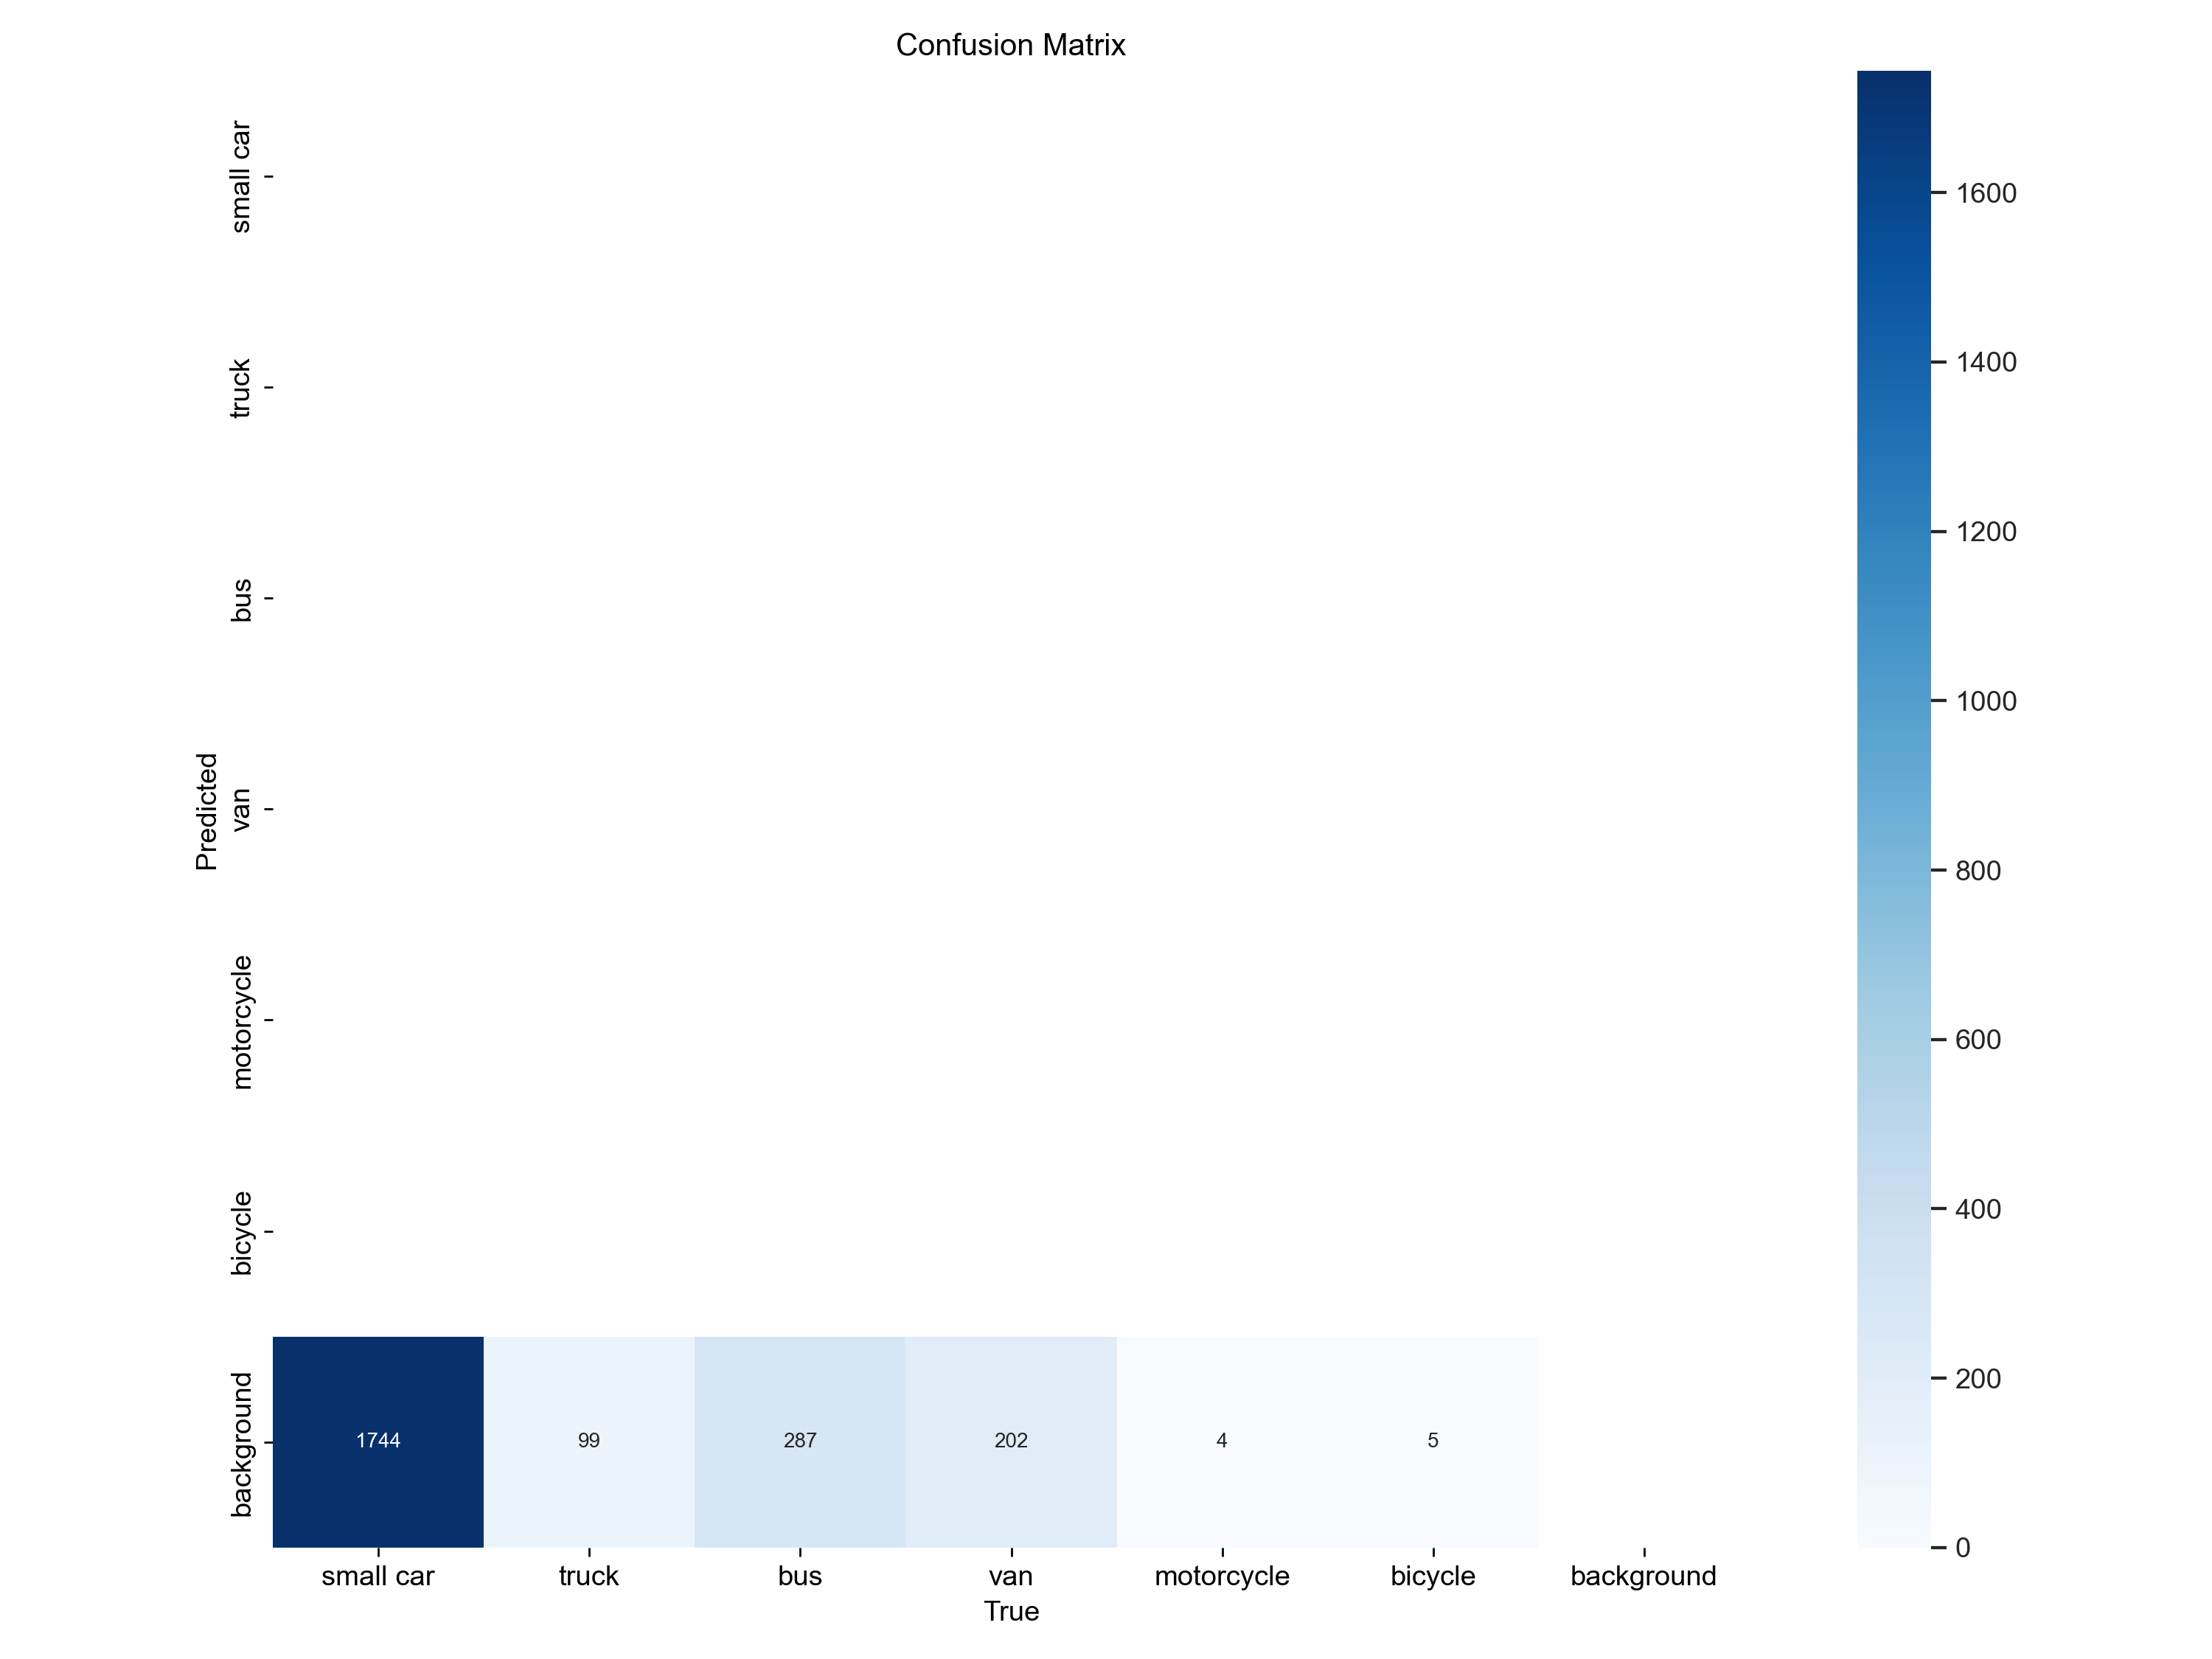 Confusion Matrix
small car
truck
bus
van
motorcycle
bicycle
background
Predicted
1744 99 287 202 4 5
small car truck bus van motorcycle bicycle background
True
1600
1400
1200
1000
800
600
400
200
0